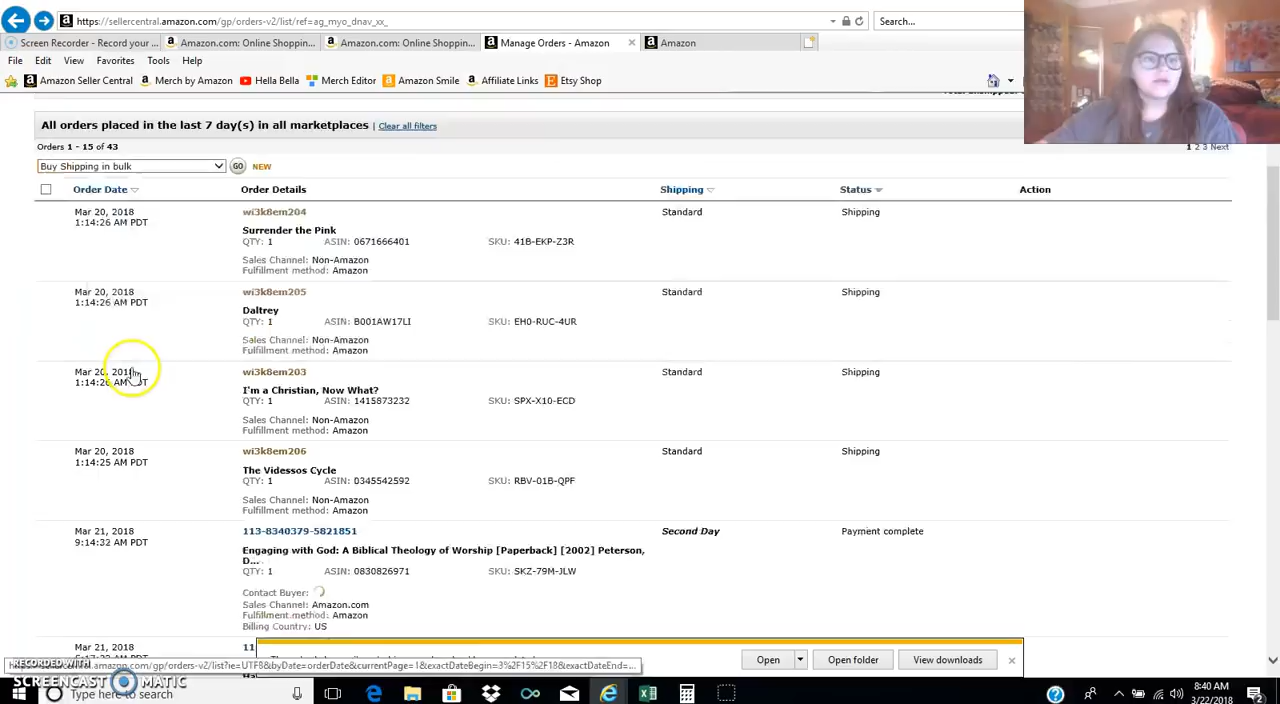 https://sellercentral.amazon.com/gp/orders-v2/list/ref=ag_myo_dnav_xx_
Search...
Screen Recorder - Record your ...
Amazon.com: Online Shoppin...
Amazon.com: Online Shoppin...
Manage Orders - Amazon
Amazon
File Edit View Favorites Tools Help
Amazon Seller Central Merch by Amazon Hella Bella Merch Editor Amazon Smile Affiliate Links Etsy Shop
All orders placed in the last 7 day(s) in all marketplaces | Clear all filters
Orders 1 - 15 of 43
1 2 3 Next
Buy Shipping in bulk GO NEW
Order Date Order Details Shipping Status Action
Mar 20, 2018 wi3k8em204 Standard Shipping
1:14:26 AM PDT
Surrender the Pink
QTY: 1 ASIN: 0671666401 SKU: 41B-EKP-Z3R
Sales Channel: Non-Amazon
Fulfillment method: Amazon
Mar 20, 2018 wi3k8em205 Standard Shipping
1:14:26 AM PDT
Daltrey
QTY: 1 ASIN: B001AW17LI SKU: EH0-RUC-4UR
Sales Channel: Non-Amazon
Fulfillment method: Amazon
Mar 20, 2018 wi3k8em203 Standard Shipping
1:14:26 AM PDT
I'm a Christian, Now What?
QTY: 1 ASIN: 1415873232 SKU: SPX-X10-ECD
Sales Channel: Non-Amazon
Fulfillment method: Amazon
Mar 20, 2018 wi3k8em206 Standard Shipping
1:14:25 AM PDT
The Videssos Cycle
QTY: 1 ASIN: 0345542592 SKU: RBV-01B-QPF
Sales Channel: Non-Amazon
Fulfillment method: Amazon
Mar 21, 2018 113-8340379-5821851 Second Day Payment complete
9:14:32 AM PDT
Engaging with God: A Biblical Theology of Worship [Paperback] [2002] Peterson,
D...
QTY: 1 ASIN: 0830826971 SKU: SKZ-79M-JLW
Contact Buyer:
Sales Channel: Amazon.com
Fulfillment method: Amazon
Billing Country: US
Mar 21, 2018 11
Open Open folder View downloads
RECORDED WITH
SCREENCAST MATIC
here to search
8:40 AM
3/22/2018
2